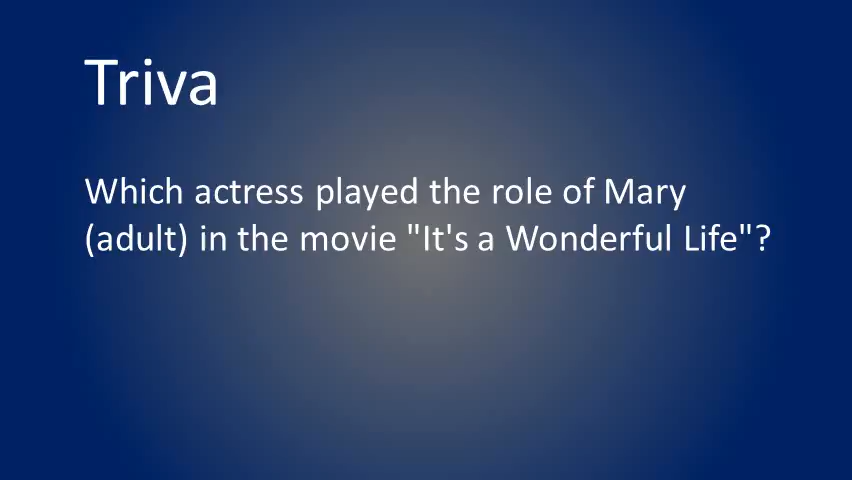 Triva
Which actress played the role of Mary
(adult) in the movie "It's a Wonderful Life"?